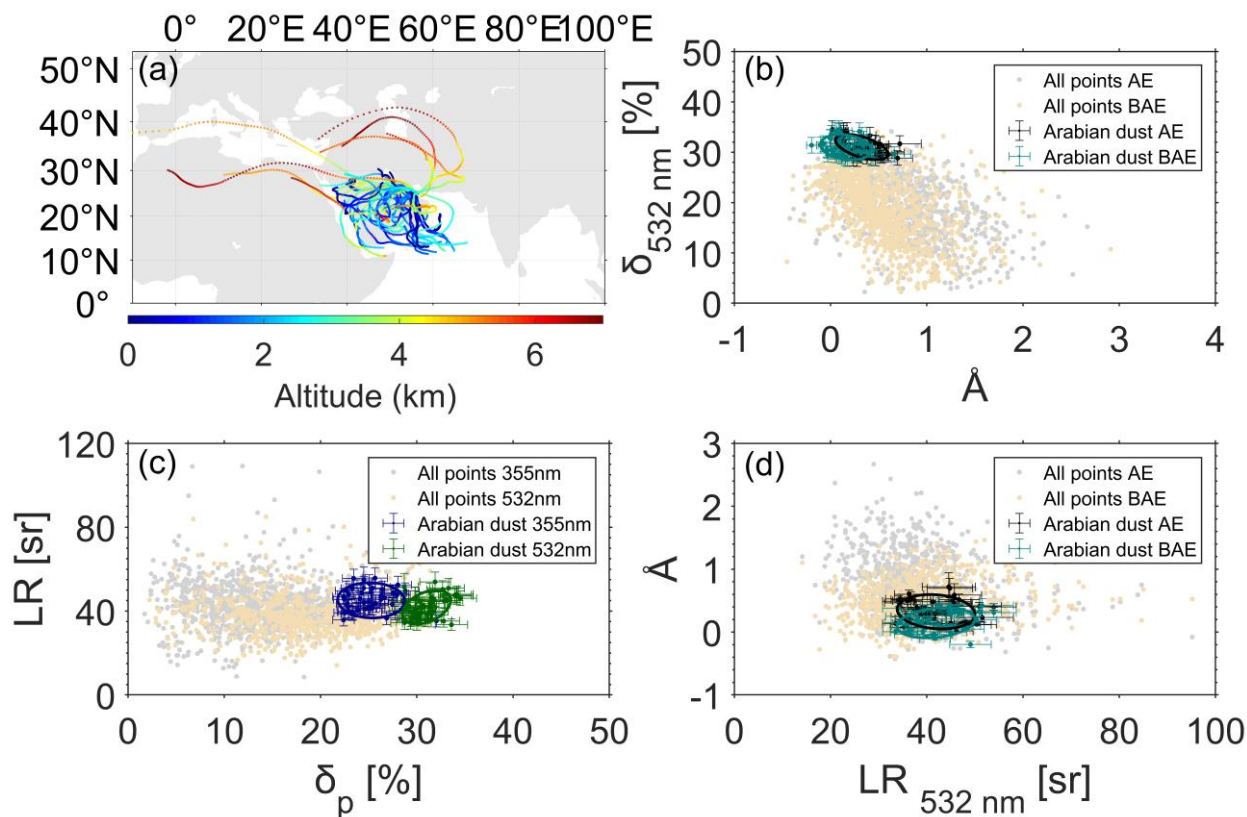 0° 20°E 40°E 60°E 80°E 100°E
(a)
50°N
40°N
30°N
20°N
10°N
0°
0 2 4 6
Altitude (km)
(b)
δ532 nm [%]
50
40
30
20
10
0
All points AE
All points BAE
Arabian dust AE
Arabian dust BAE
-1 0 1 2 3 4
Å
(c)
LR [sr]
120
80
40
0
All points 355nm
All points 532nm
Arabian dust 355nm
Arabian dust 532nm
0 10 20 30 40 50
δp [%]
(d)
Å
3
2
1
0
-1
All points AE
All points BAE
Arabian dust AE
Arabian dust BAE
0 20 40 60 80 100
LR 532 nm [sr]